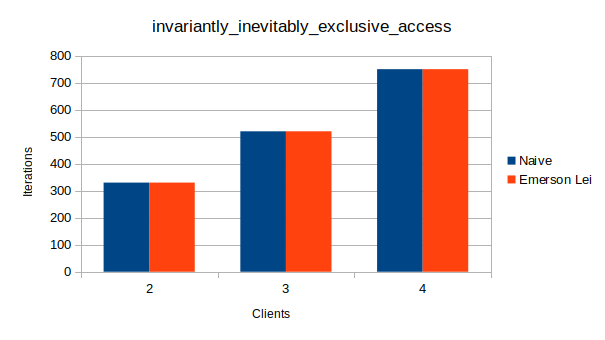 invariantly_inevitably_exclusive_access
800
700
600
500
400
300
200
100
0
Iterations
2 3 4
Clients
Naive
Emerson Lei